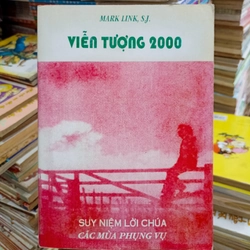 MARK LINK, S.J.
VIỄN TƯỢNG 2000
SUY NIỆM LỜI CHÚA
CÁC MÙA PHỤNG VỤ